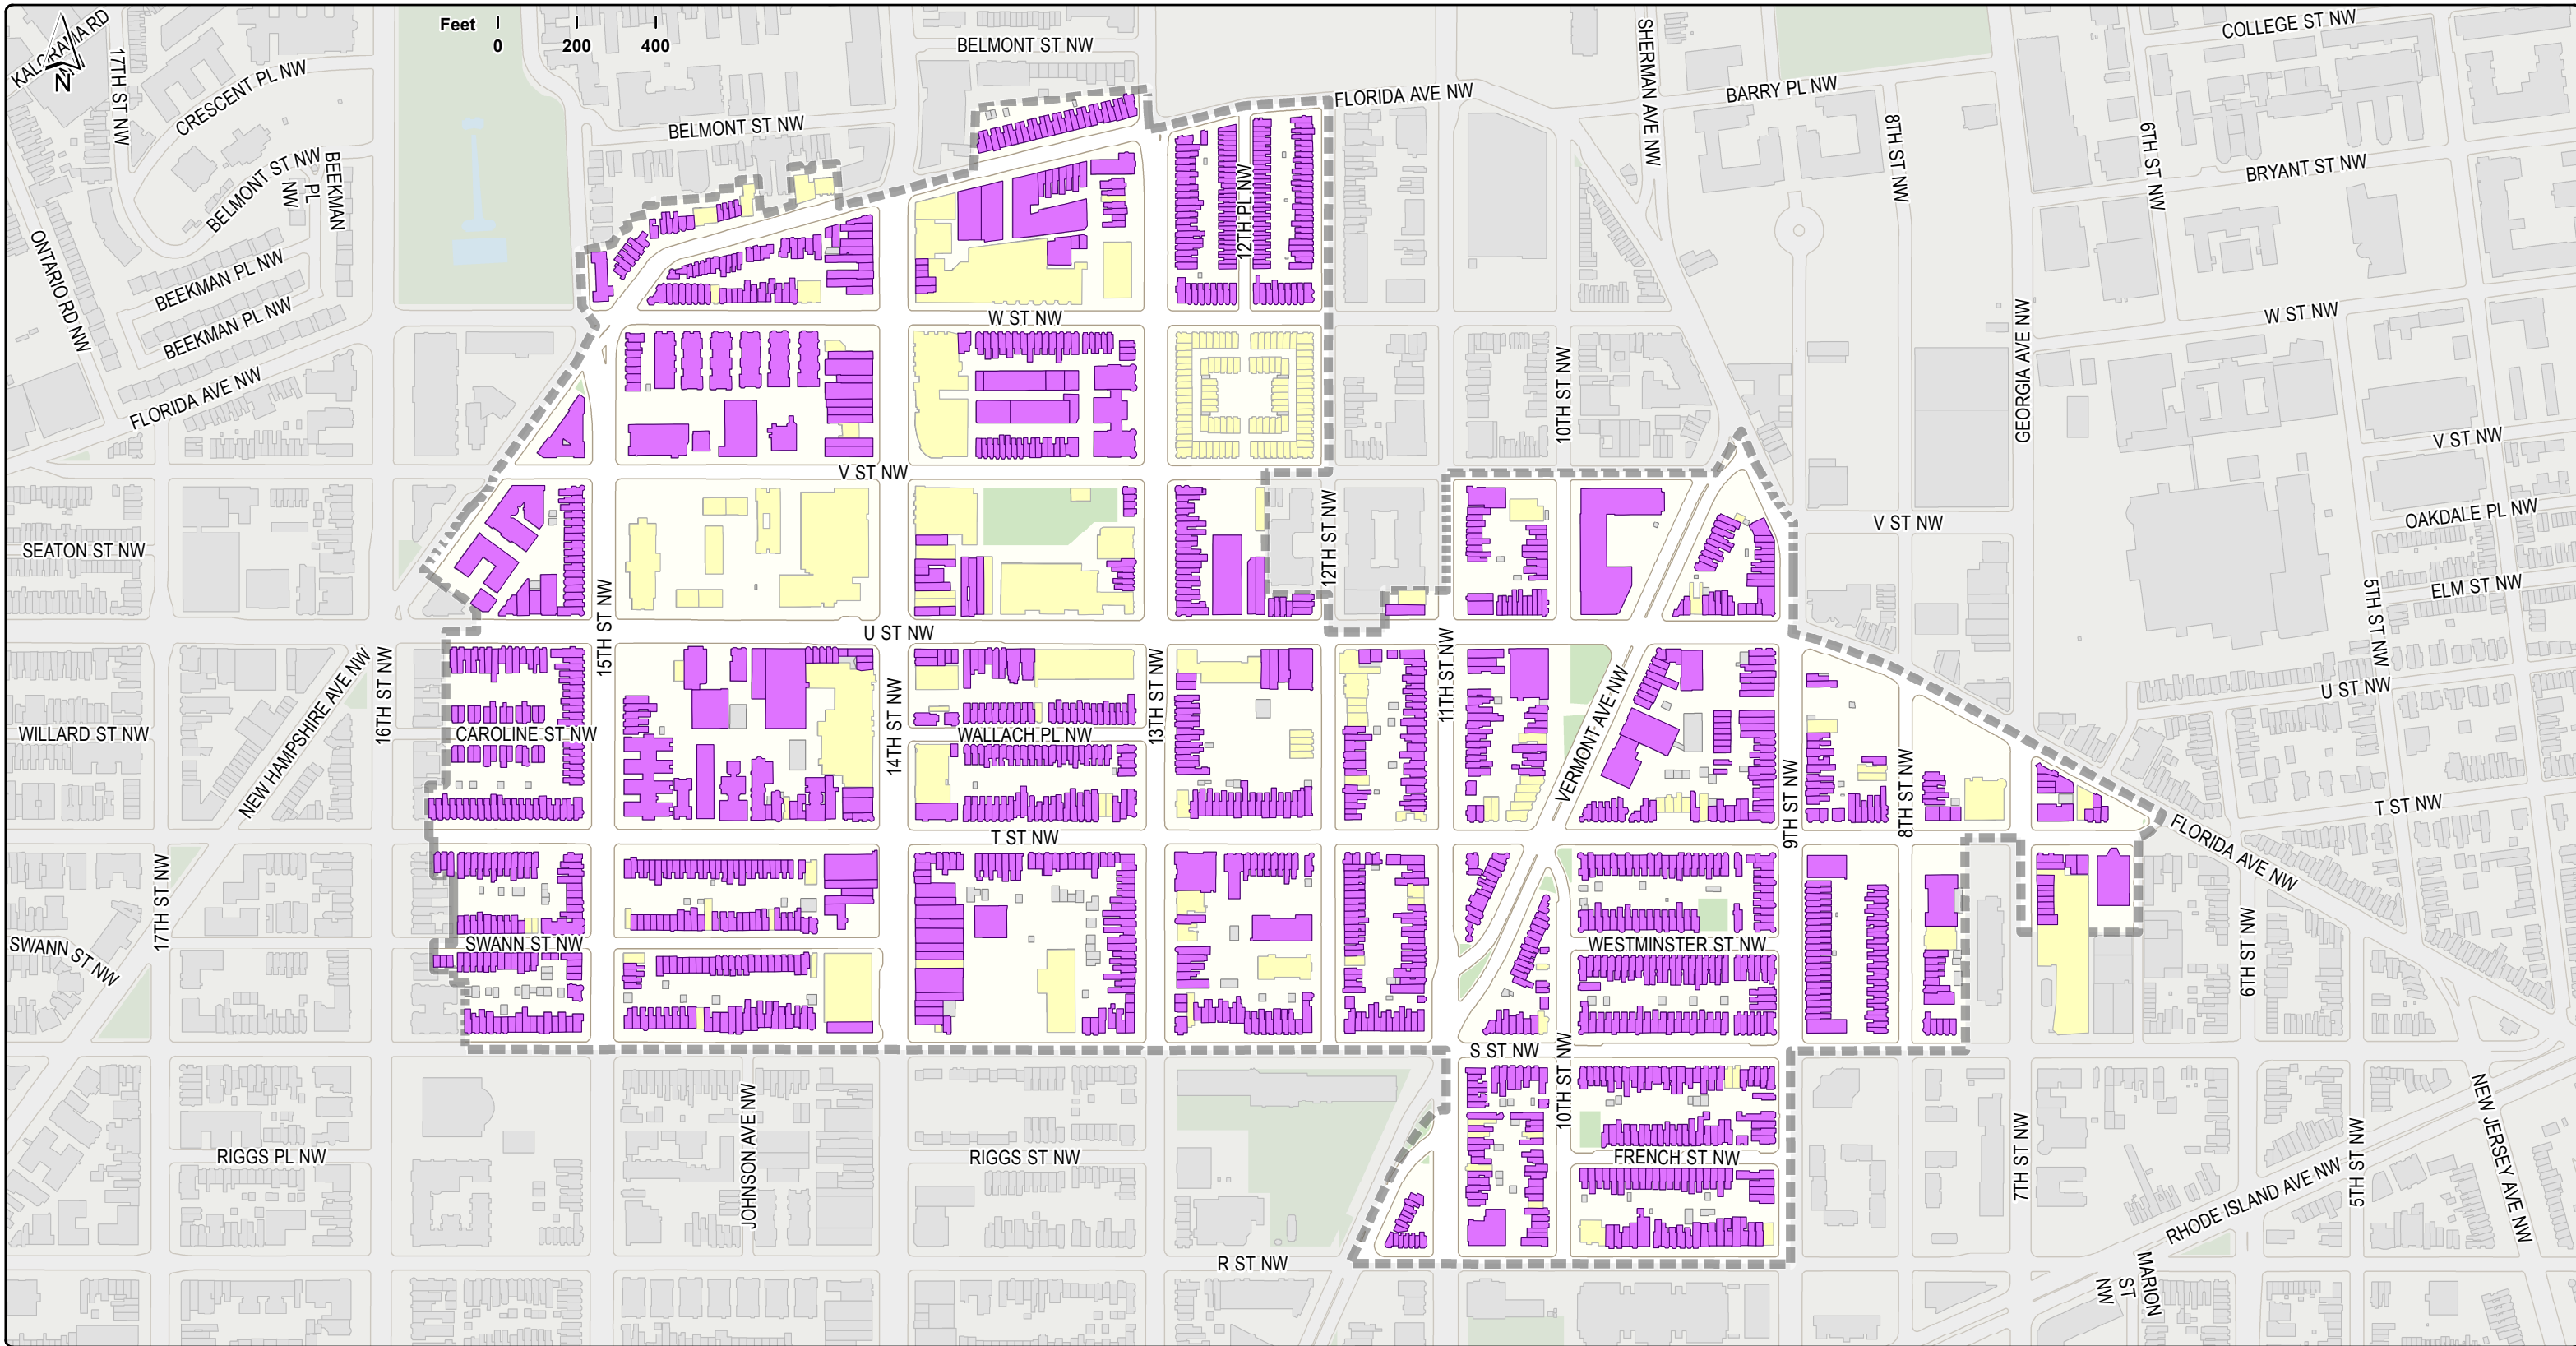 Feet
0 200 400
KALORAMA RD
N
17TH ST NW
CRESCENT PL NW
BELMONT ST NW
BEEKMAN
PL
NW
BELMONT ST NW
BELMONT ST NW
FLORIDA AVE NW
SHERMAN AVE NW
BARRY PL NW
COLLEGE ST NW
8TH ST NW
6TH ST NW
BRYANT ST NW
12TH PL NW
ONTARIO RD NW
BEEKMAN PL NW
BEEKMAN PL NW
FLORIDA AVE NW
W ST NW
W ST NW
10TH ST NW
GEORGIA AVE NW
V ST NW
V ST NW
V ST NW
OAKDALE PL NW
SEATON ST NW
12TH ST NW
ELM ST NW
5TH ST NW
15TH ST NW
U ST NW
U ST NW
16TH ST NW
NEW HAMPSHIRE AVE NW
WILLARD ST NW
CAROLINE ST NW
14TH ST NW
WALLACH PL NW
13TH ST NW
11TH ST NW
VERMONT AVE NW
9TH ST NW
8TH ST NW
T ST NW
T ST NW
FLORIDA AVE NW
17TH ST NW
SWANN ST NW
SWANN ST NW
WESTMINSTER ST NW
6TH ST NW
S ST NW
10TH ST NW
RIGGS PL NW
JOHNSON AVE NW
RIGGS ST NW
FRENCH ST NW
7TH ST NW
RHODE ISLAND AVE NW
5TH ST NW
NEW JERSEY AVE NW
R ST NW
MARION
ST
NW